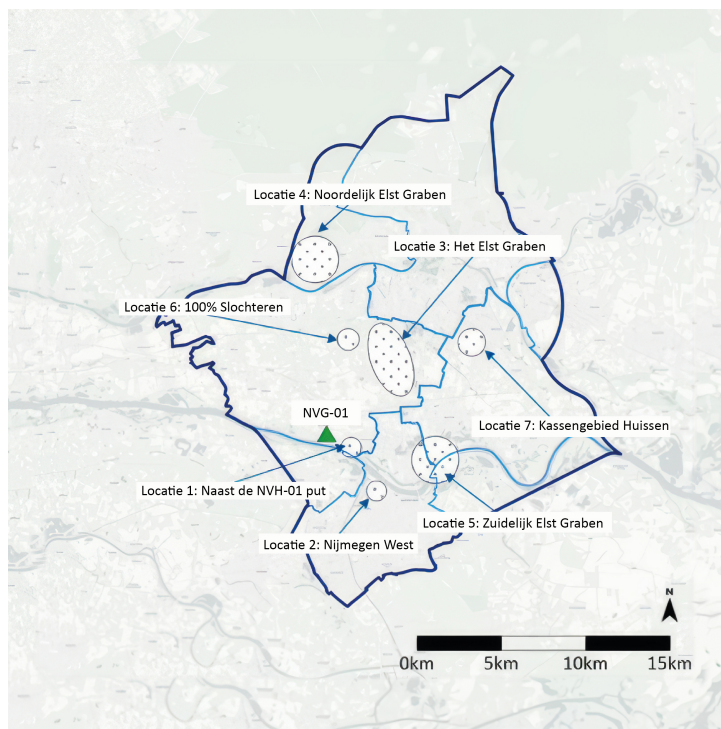 Locatie 4: Noordelijk Elst Graben
Locatie 3: Het Elst Graben
Locatie 6: 100% Slochteren
NVG-01
Locatie 7: Kassengebied Huissen
Locatie 1: Naast de NVH-01 put
Locatie 5: Zuidelijk Elst Graben
Locatie 2: Nijmegen West
N
0km 5km 10km 15km